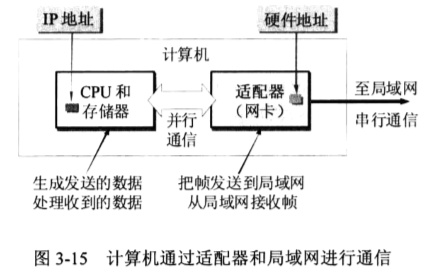 IP 地址
硬件地址
计算机
CPU 和
存储器
适配器
（网卡）
并行
通信
至局域网
串行通信
生成发送的数据
处理收到的数据
把帧发送到局域网
从局域网接收帧
图 3-15 计算机通过适配器和局域网进行通信